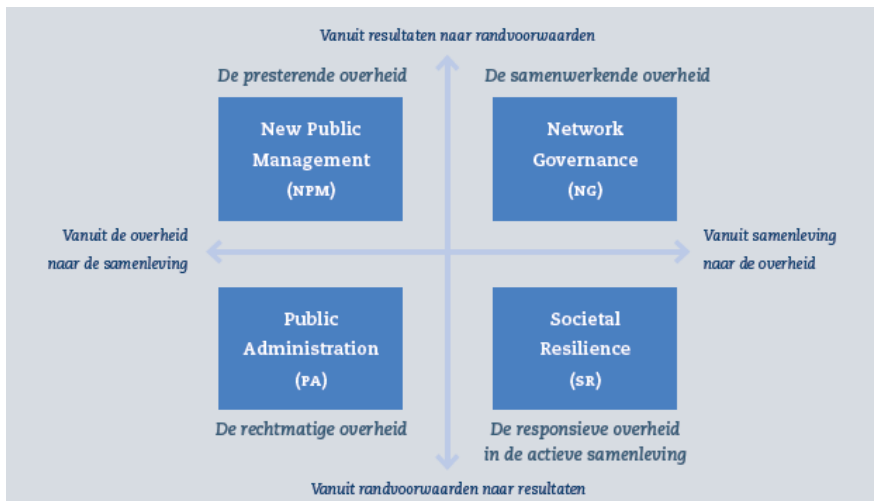 Vanuit resultaten naar randvoorwaarden
De presterende overheid
De samenwerkende overheid
New Public
Management
(NPM)
Network
Governance
(NG)
Vanuit de overheid
naar de samenleving
Vanuit samenleving
naar de overheid
Public
Administration
(PA)
Societal
Resilience
(SR)
De rechtmatige overheid
De responsieve overheid
in de actieve samenleving
Vanuit randvoorwaarden naar resultaten